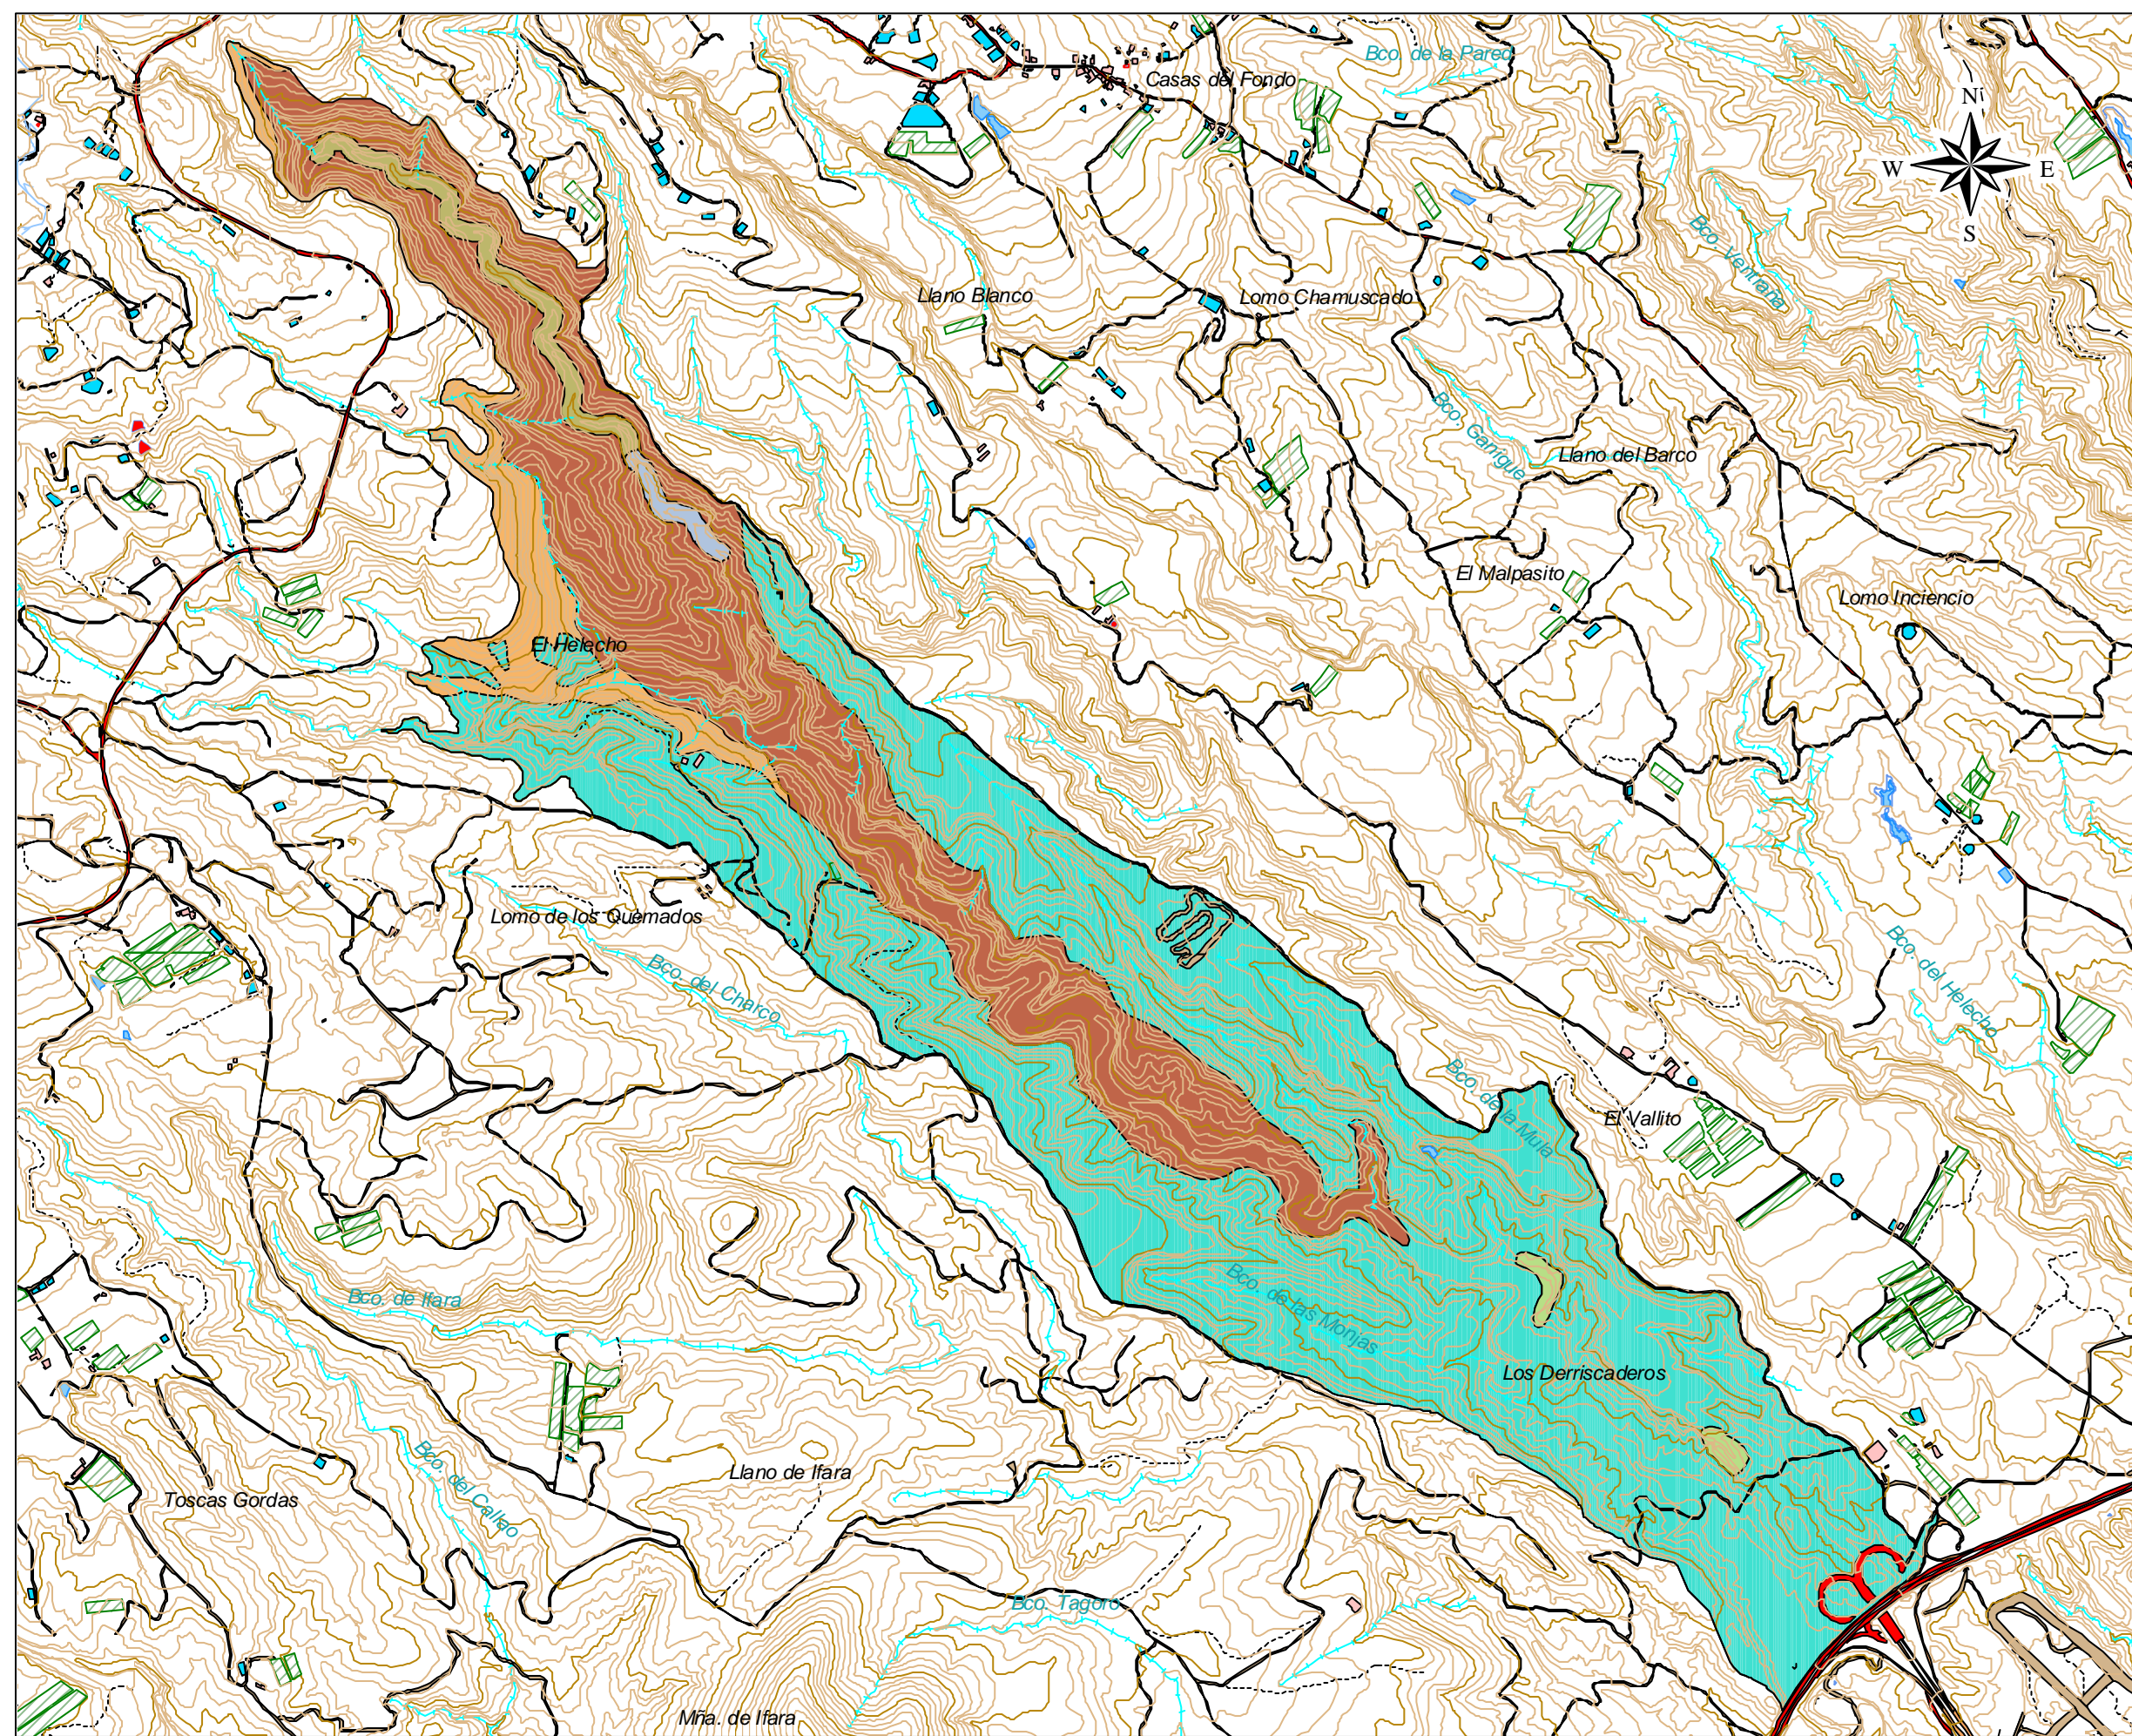 Bco. de la Pared
Casas del Fondo
N
W
E
S
Bco. Ventraña
Llano Blanco
Lomo Chamuscado
Bco. Garrigue
Llano del Barco
El Malpasito
Lomo Inciencio
El Helecho
Lomo de los Quemados
Bco. del Charco
Bco. del Helecho
Bco. de la Mula
El Vallito
Bco. de Ifara
Bco. de las Monjas
Los Derriscaderos
Llano de Ifara
Toscas Gordas
Bco. del Callao
Bco. Tagoro
Mña. de Ifara